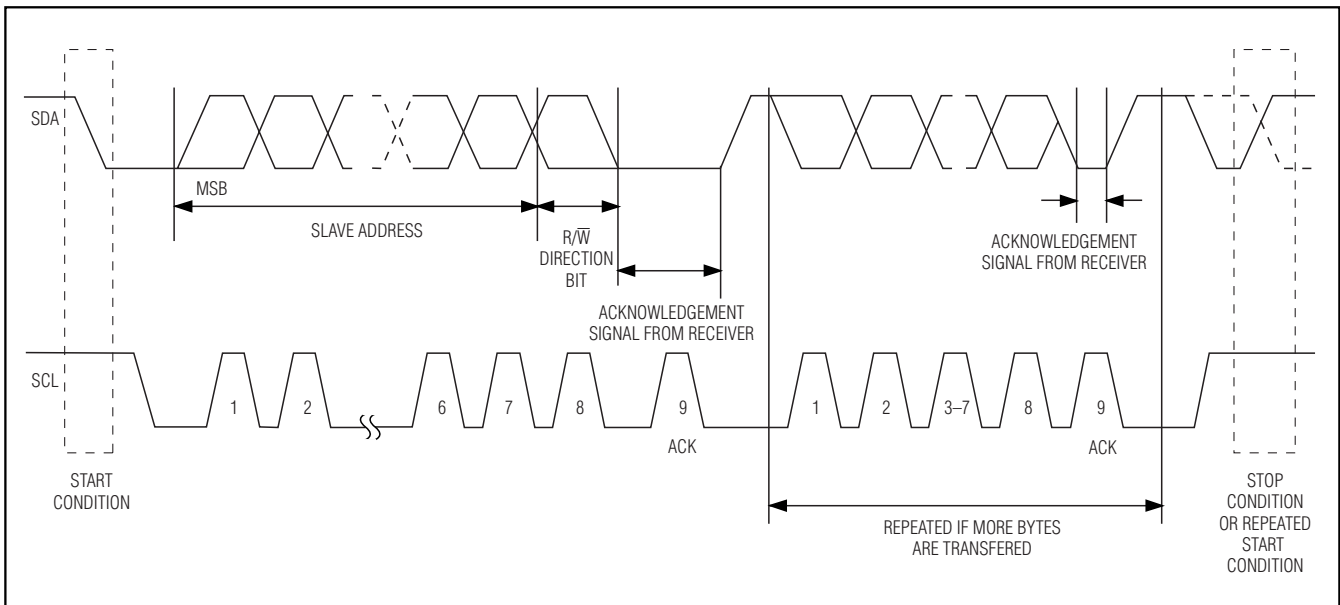 SDA
MSB
SLAVE ADDRESS
R/W̅
DIRECTION
BIT
ACKNOWLEDGEMENT
SIGNAL FROM RECEIVER
ACKNOWLEDGEMENT
SIGNAL FROM RECEIVER
SCL
1 2 6 7 8 9 1 2 3–7 8 9
ACK ACK
START
CONDITION
REPEATED IF MORE BYTES
ARE TRANSFERED
STOP
CONDITION
OR REPEATED
START
CONDITION